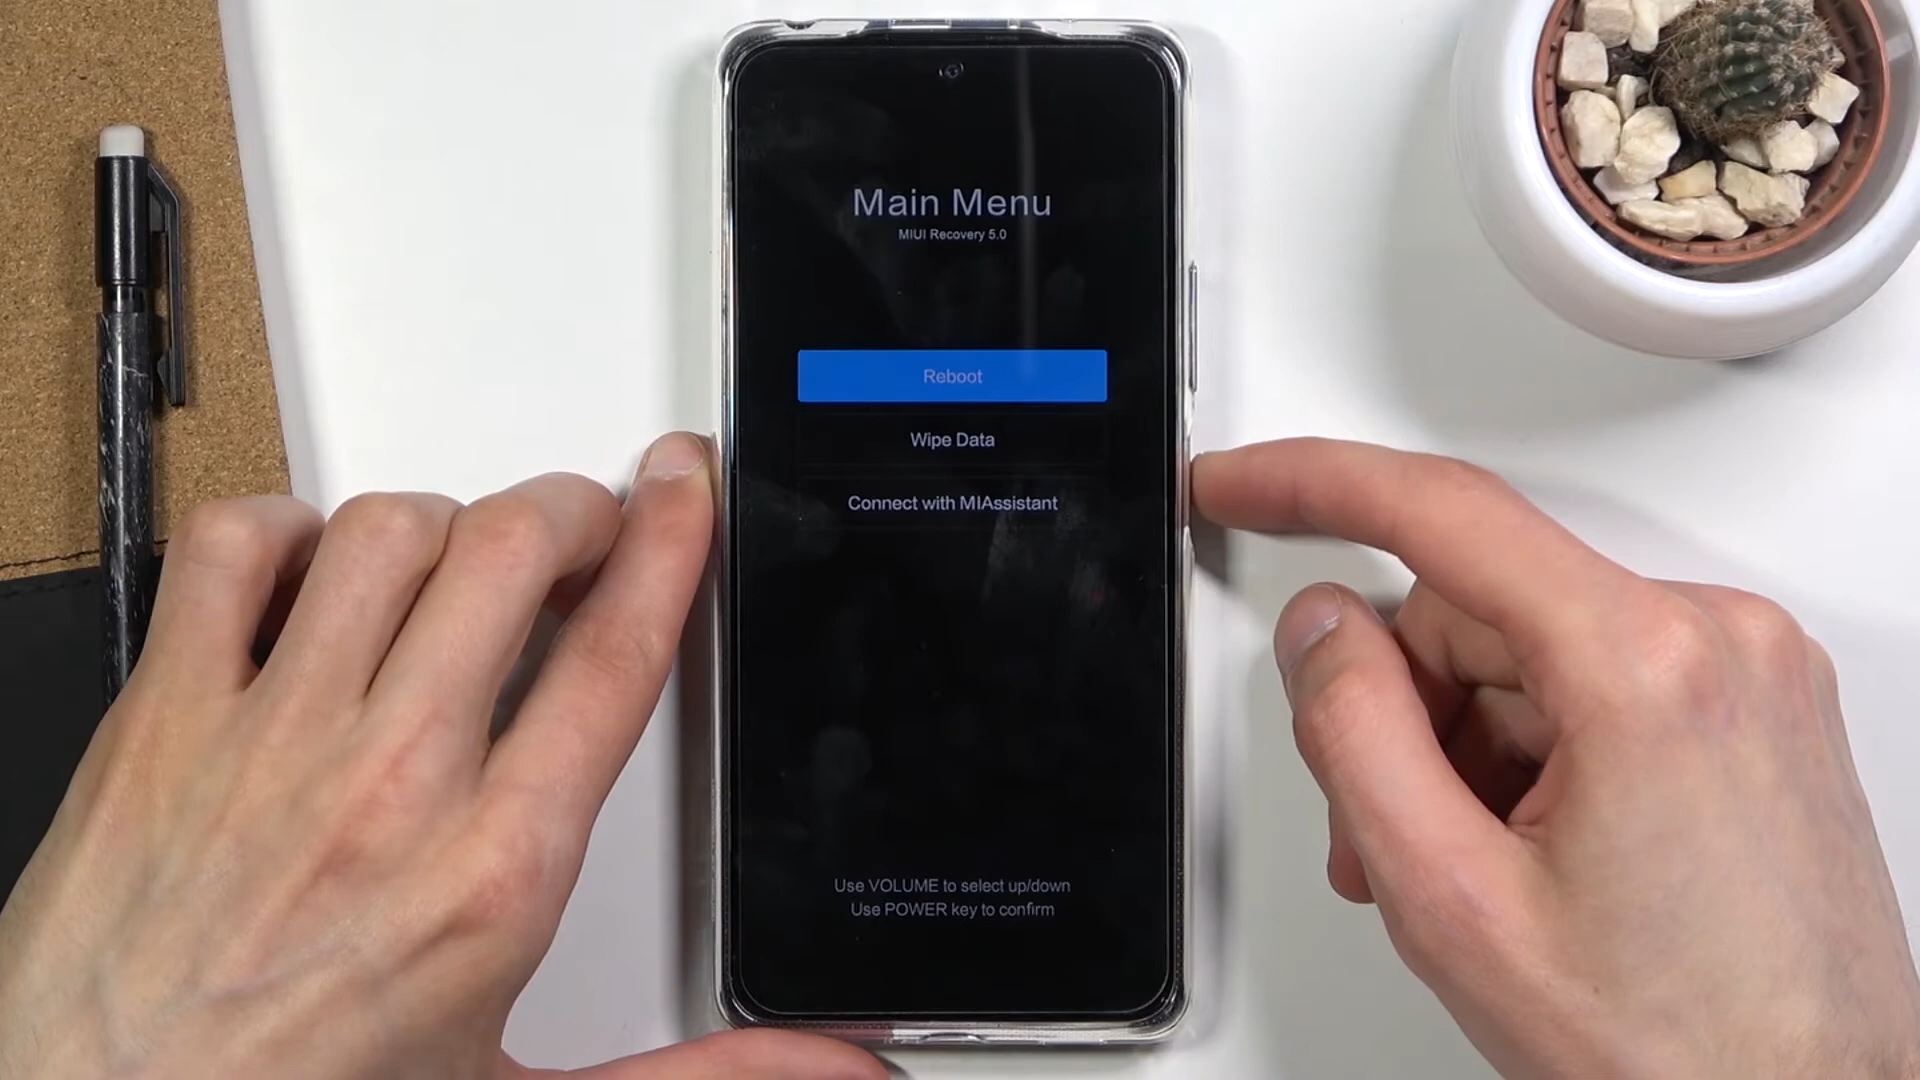 Main Menu
MIUI Recovery 5.0
Reboot
Wipe Data
Connect with MIAssistant
Use VOLUME to select up/down
Use POWER key to confirm